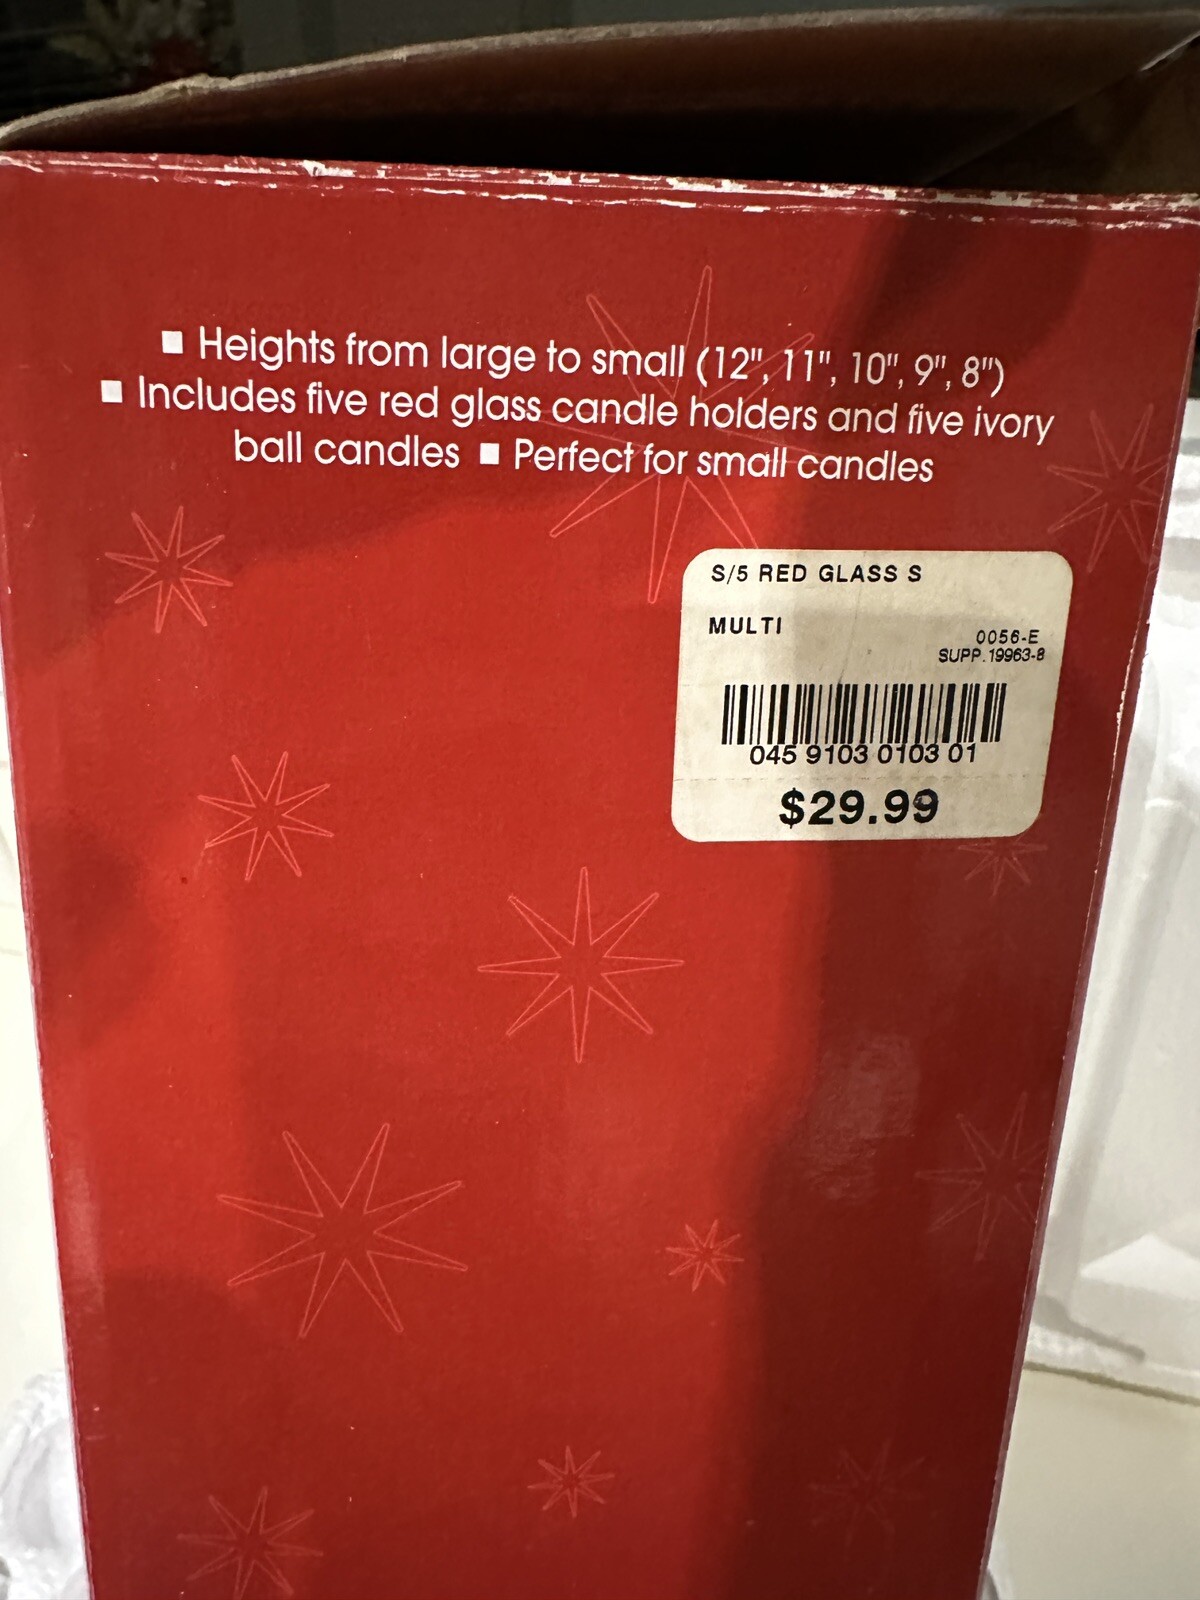 ■ Heights from large to small (12", 11", 10", 9", 8")
■ Includes five red glass candle holders and five ivory
ball candles ■ Perfect for small candles
S/5 RED GLASS S
MULTI
0056-E
SUPP.19963-8
045 9103 0103 01
$29.99